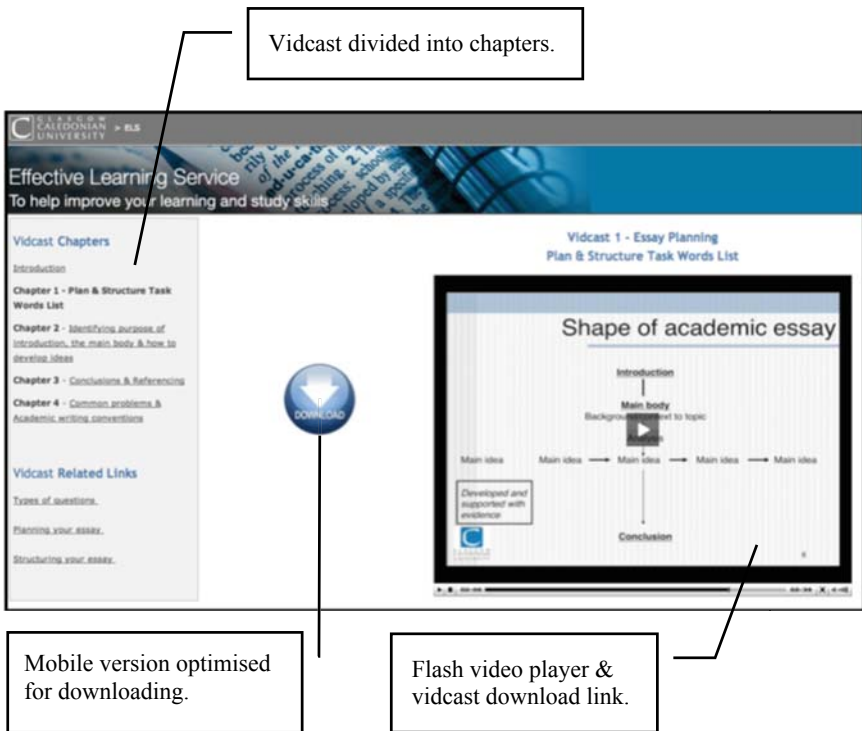 Vidcast divided into chapters.
GLASGOW
CALEDONIAN
UNIVERSITY
> ELS
Effective Learning Service
To help improve your learning and study skills
Vidcast Chapters
Introduction
Chapter 1 - Plan & Structure Task
Words List
Chapter 2 - Identifying purpose of
introduction, the main body & how to
develop ideas
Chapter 3 - Conclusions & Referencing
Chapter 4 - Common problems &
Academic writing conventions
Vidcast Related Links
Types of questions.
Planning your essay.
Structuring your essay.
DOWNLOAD
Vidcast 1 - Essay Planning
Plan & Structure Task Words List
Shape of academic essay
Introduction
Main body
Background context to topic
Analysis
Main idea Main idea Main idea Main idea Main idea
Developed and
supported with
evidence
Conclusion
Mobile version optimised
for downloading.
Flash video player &
vidcast download link.